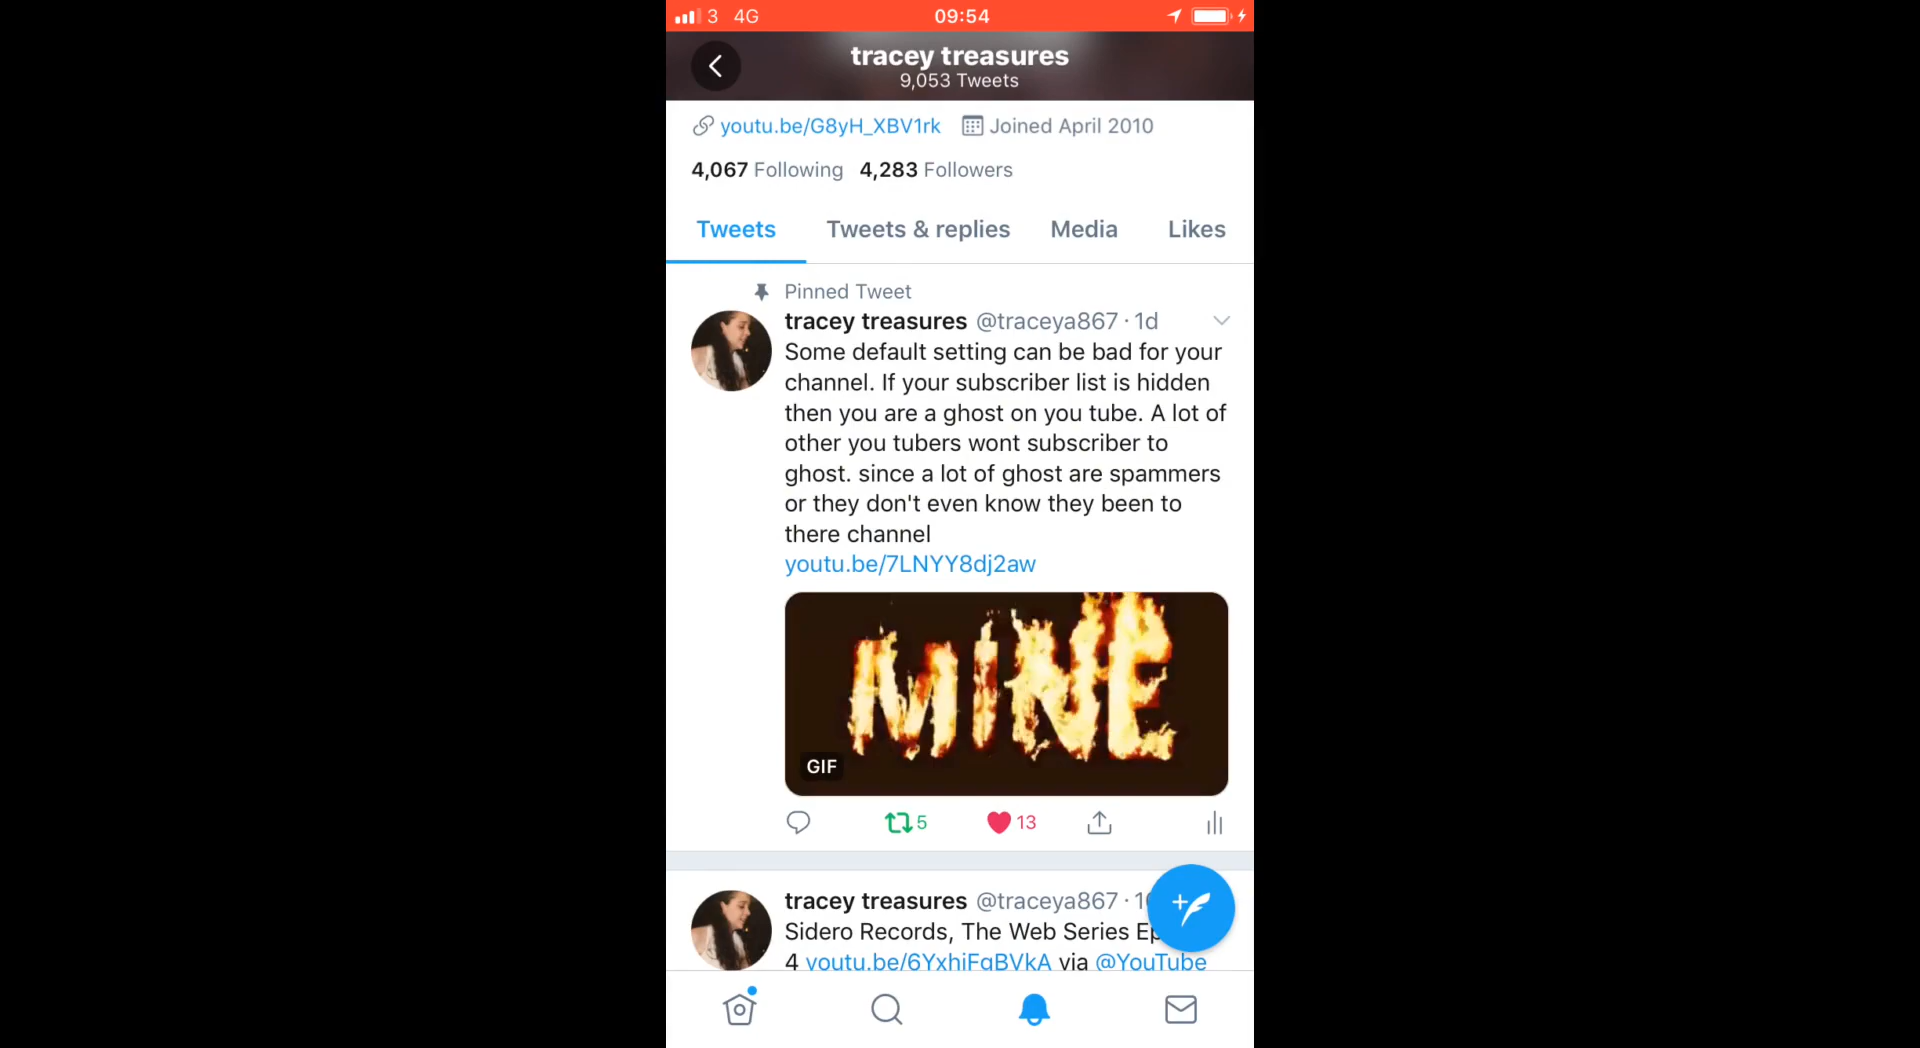 3 4G 09:54
tracey treasures
9,053 Tweets
youtu.be/G8yH_XBV1rk Joined April 2010
4,067 Following 4,283 Followers
Tweets Tweets & replies Media Likes
Pinned Tweet
tracey treasures @traceya867 · 1d
Some default setting can be bad for your
channel. If your subscriber list is hidden
then you are a ghost on you tube. A lot of
other you tubers wont subscriber to
ghost. since a lot of ghost are spammers
or they don't even know they been to
there channel
youtu.be/7LNYY8dj2aw
MINE
GIF
5 13
tracey treasures @traceya867 ·
Sidero Records, The Web Series
4 youtu.be/6YxhiFgBVkA via @YouTube